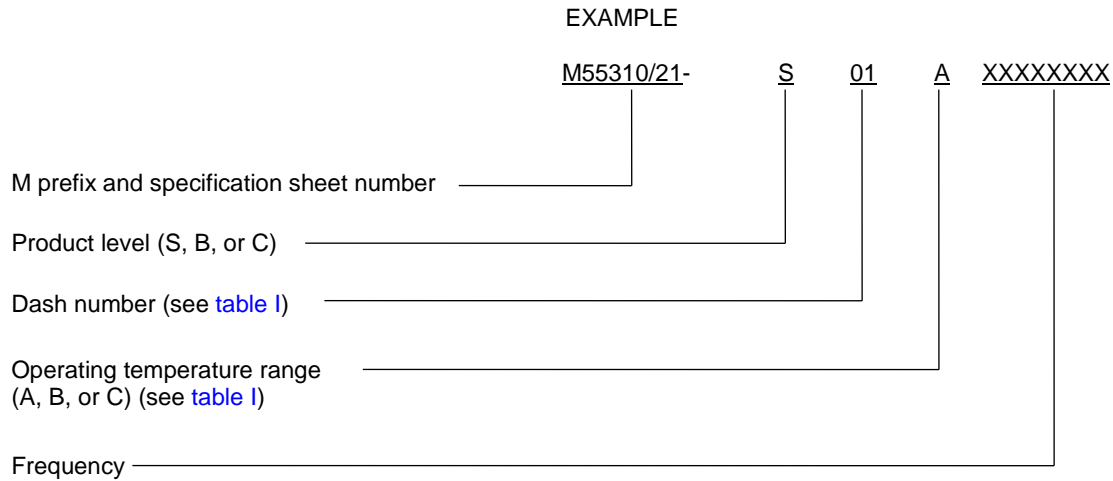 EXAMPLE
M55310/21- S 01 A XXXXXXXX
M prefix and specification sheet number
Product level (S, B, or C)
Dash number (see table I)
Operating temperature range
(A, B, or C) (see table I)
Frequency